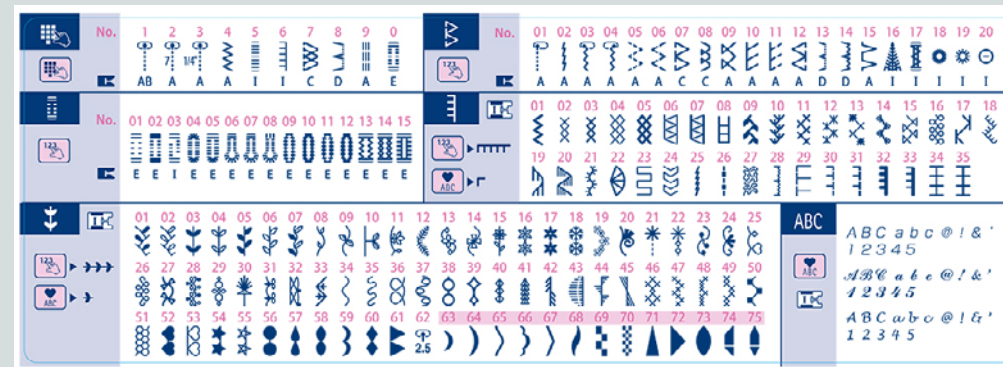 No. 1 2 3 4 5 6 7 8 9 0
7 1/4"
AB A A A I I C D A E
No. 01 02 03 04 05 06 07 08 09 10 11 12 13 14 15 16 17 18 19 20
123
A A A A A A C C A A A A D D A I I I I I
No. 01 02 03 04 05 06 07 08 09 10 11 12 13 14 15
123
E E I E E E E E E E E E E E E
01 02 03 04 05 06 07 08 09 10 11 12 13 14 15 16 17 18
123
19 20 21 22 23 24 25 26 27 28 29 30 31 32 33 34 35
ABC
01 02 03 04 05 06 07 08 09 10 11 12 13 14 15 16 17 18 19 20 21 22 23 24 25
123
26 27 28 29 30 31 32 33 34 35 36 37 38 39 40 41 42 43 44 45 46 47 48 49 50
ABC
51 52 53 54 55 56 57 58 59 60 61 62 63 64 65 66 67 68 69 70 71 72 73 74 75
2.5
ABC
ABC abc @!&'
12345
ABC
ABC abc @!&'
12345
ABC abc @!&'
12345